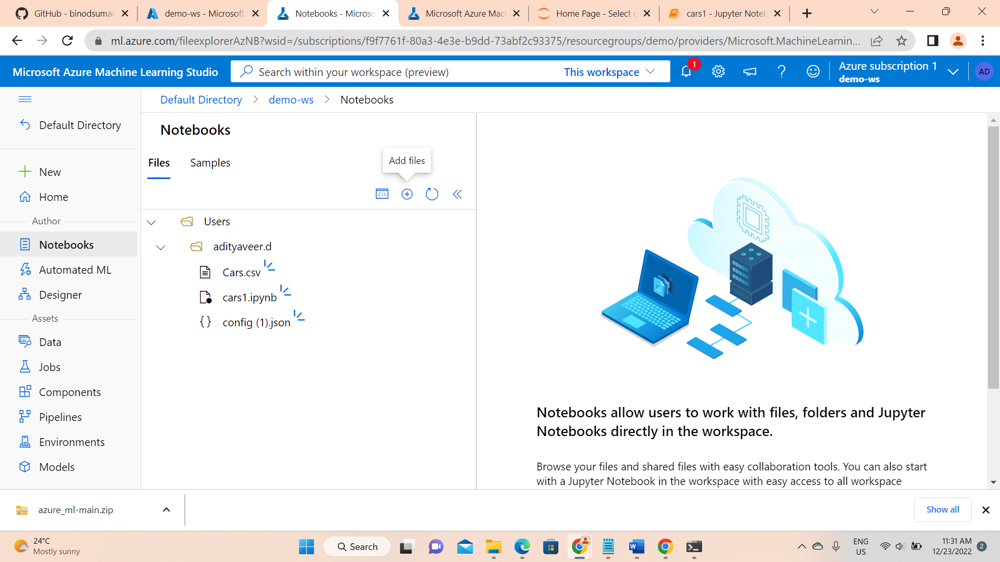 GitHub - binodsumar
demo-ws - Microsoft
Notebooks - Microso
Microsoft Azure Mac
Home Page - Select
cars1 - Jupyter Noteb
ml.azure.com/fileexplorerAzNB?wsid=/subscriptions/f9f7761f-80a3-4e3e-b9dd-73abf2c93375/resourcegroups/demo/providers/Microsoft.MachineLearnin...
Microsoft Azure Machine Learning Studio
Search within your workspace (preview)
This workspace
1
Azure subscription 1
demo-ws
AD
Default Directory
demo-ws
Notebooks
Default Directory
New
Home
Author
Notebooks
Automated ML
Designer
Assets
Data
Jobs
Components
Pipelines
Environments
Models
Notebooks
Files
Samples
Add files
C:\
Users
adityaveer.d
Cars.csv
cars1.ipynb
{ } config (1).json
Notebooks allow users to work with files, folders and Jupyter
Notebooks directly in the workspace.
Browse your files and shared files with easy collaboration tools. You can also start
with a Jupyter Notebook in the workspace with easy access to all workspace
azure_ml-main.zip
Show all
24°C
Mostly sunny
Search
ENG
US
11:31 AM
12/23/2022
2